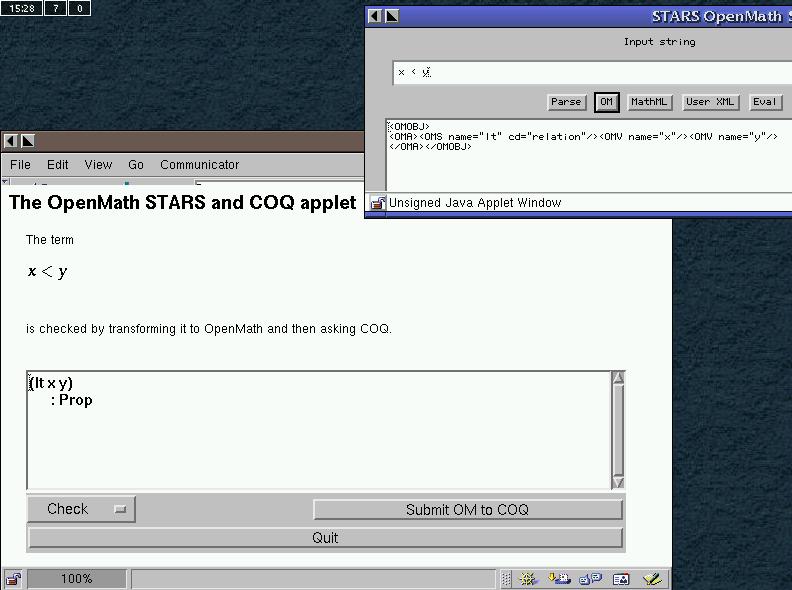 15:28 7 0
STARS OpenMath S
Input string
x < y
Parse OM MathML User XML Eval
<OMOBJ>
<OMA><OMS name="lt" cd="relation"/><OMV name="x"/><OMV name="y"/>
</OMA></OMOBJ>
Unsigned Java Applet Window
File Edit View Go Communicator
The OpenMath STARS and COQ applet
The term
x < y
is checked by transforming it to OpenMath and then asking COQ.
(lt x y)
: Prop
Check Submit OM to COQ
Quit
100%